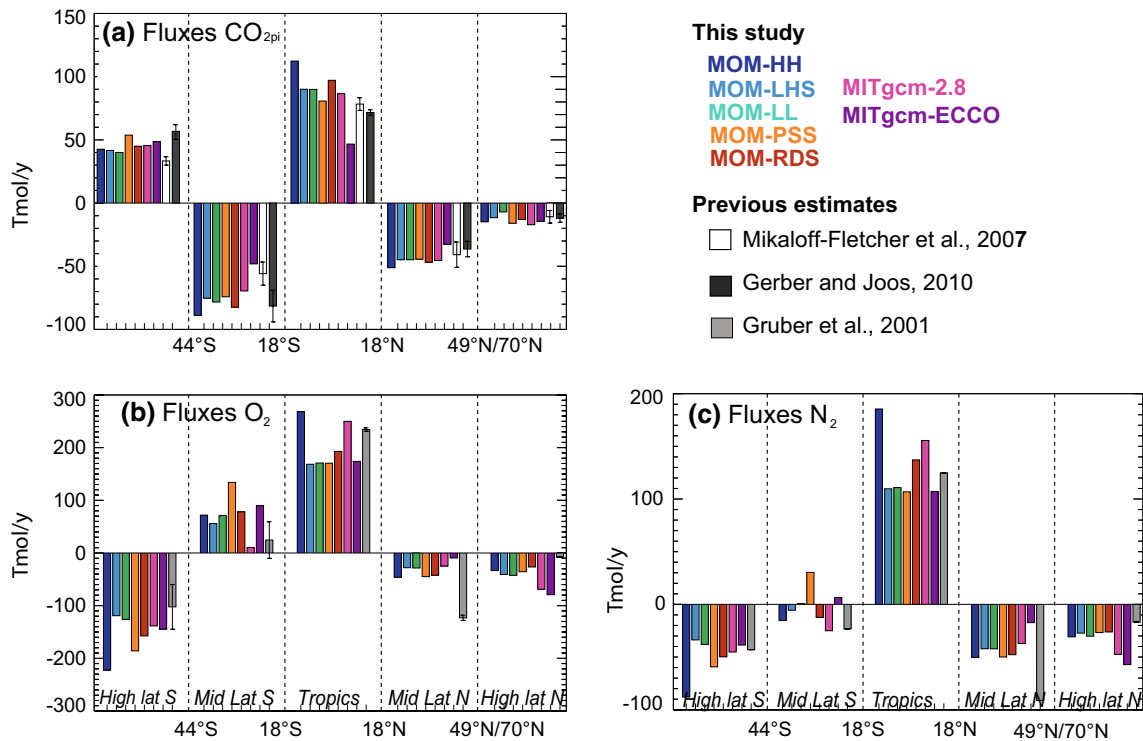 (a) Fluxes CO2pi
150
100
50
0
-50
-100
Tmol/y
44°S
18°S
18°N
49°N/70°N
This study
MOM-HH
MOM-LHS
MITgcm-2.8
MOM-LL
MITgcm-ECCO
MOM-PSS
MOM-RDS
Previous estimates
Mikaloff-Fletcher et al., 2007
Gerber and Joos, 2010
Gruber et al., 2001
(b) Fluxes O2
300
200
100
0
-100
-200
-300
Tmol/y
High lat S
Mid Lat S
Tropics
Mid Lat N
High lat N
44°S
18°S
18°N
49°N/70°N
(c) Fluxes N2
200
100
0
-100
Tmol/y
High lat S
Mid Lat S
Tropics
Mid Lat N
High lat N
44°S
18°S
18°N
49°N/70°N